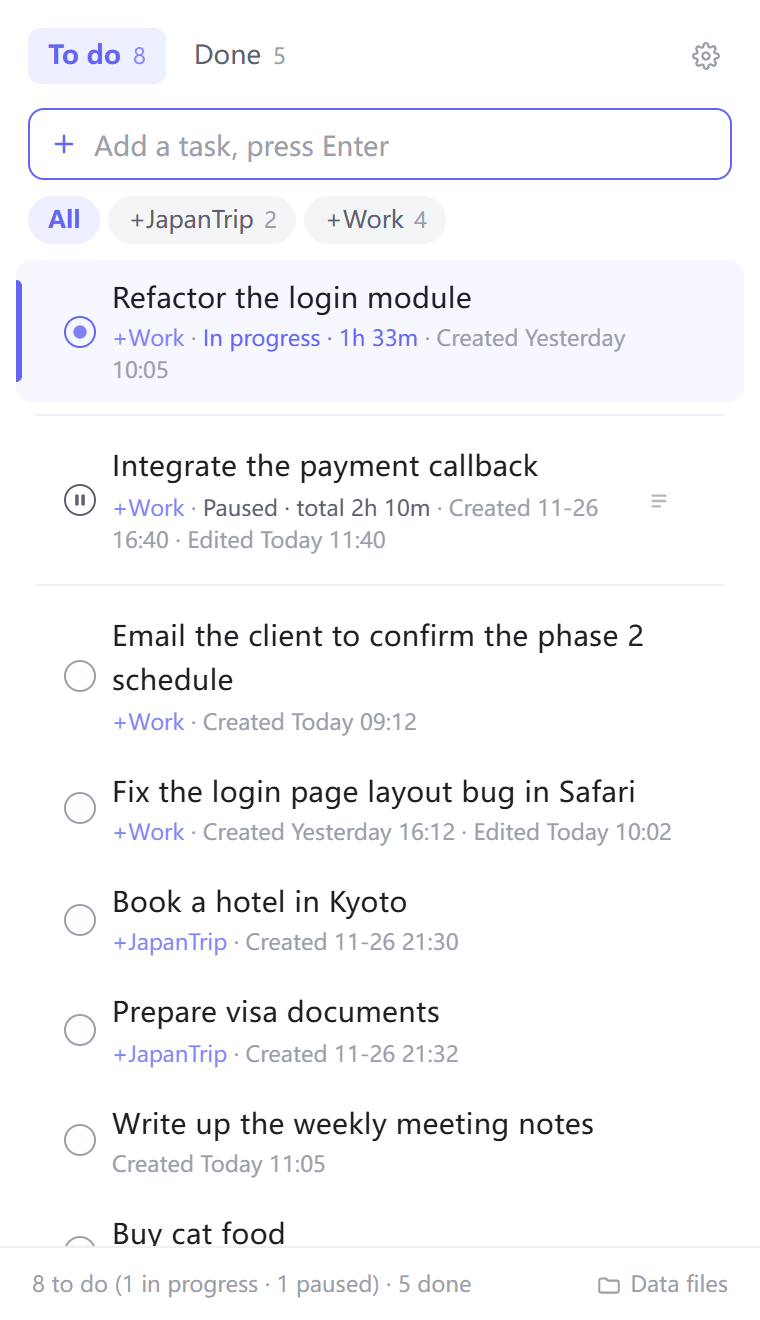 To do 8 Done 5
+ Add a task, press Enter
All +JapanTrip 2 +Work 4
Refactor the login module
+Work · In progress · 1h 33m · Created Yesterday
10:05
Integrate the payment callback
+Work · Paused · total 2h 10m · Created 11-26
16:40 · Edited Today 11:40
Email the client to confirm the phase 2
schedule
+Work · Created Today 09:12
Fix the login page layout bug in Safari
+Work · Created Yesterday 16:12 · Edited Today 10:02
Book a hotel in Kyoto
+JapanTrip · Created 11-26 21:30
Prepare visa documents
+JapanTrip · Created 11-26 21:32
Write up the weekly meeting notes
Created Today 11:05
Buy cat food
8 to do (1 in progress · 1 paused) · 5 done Data files